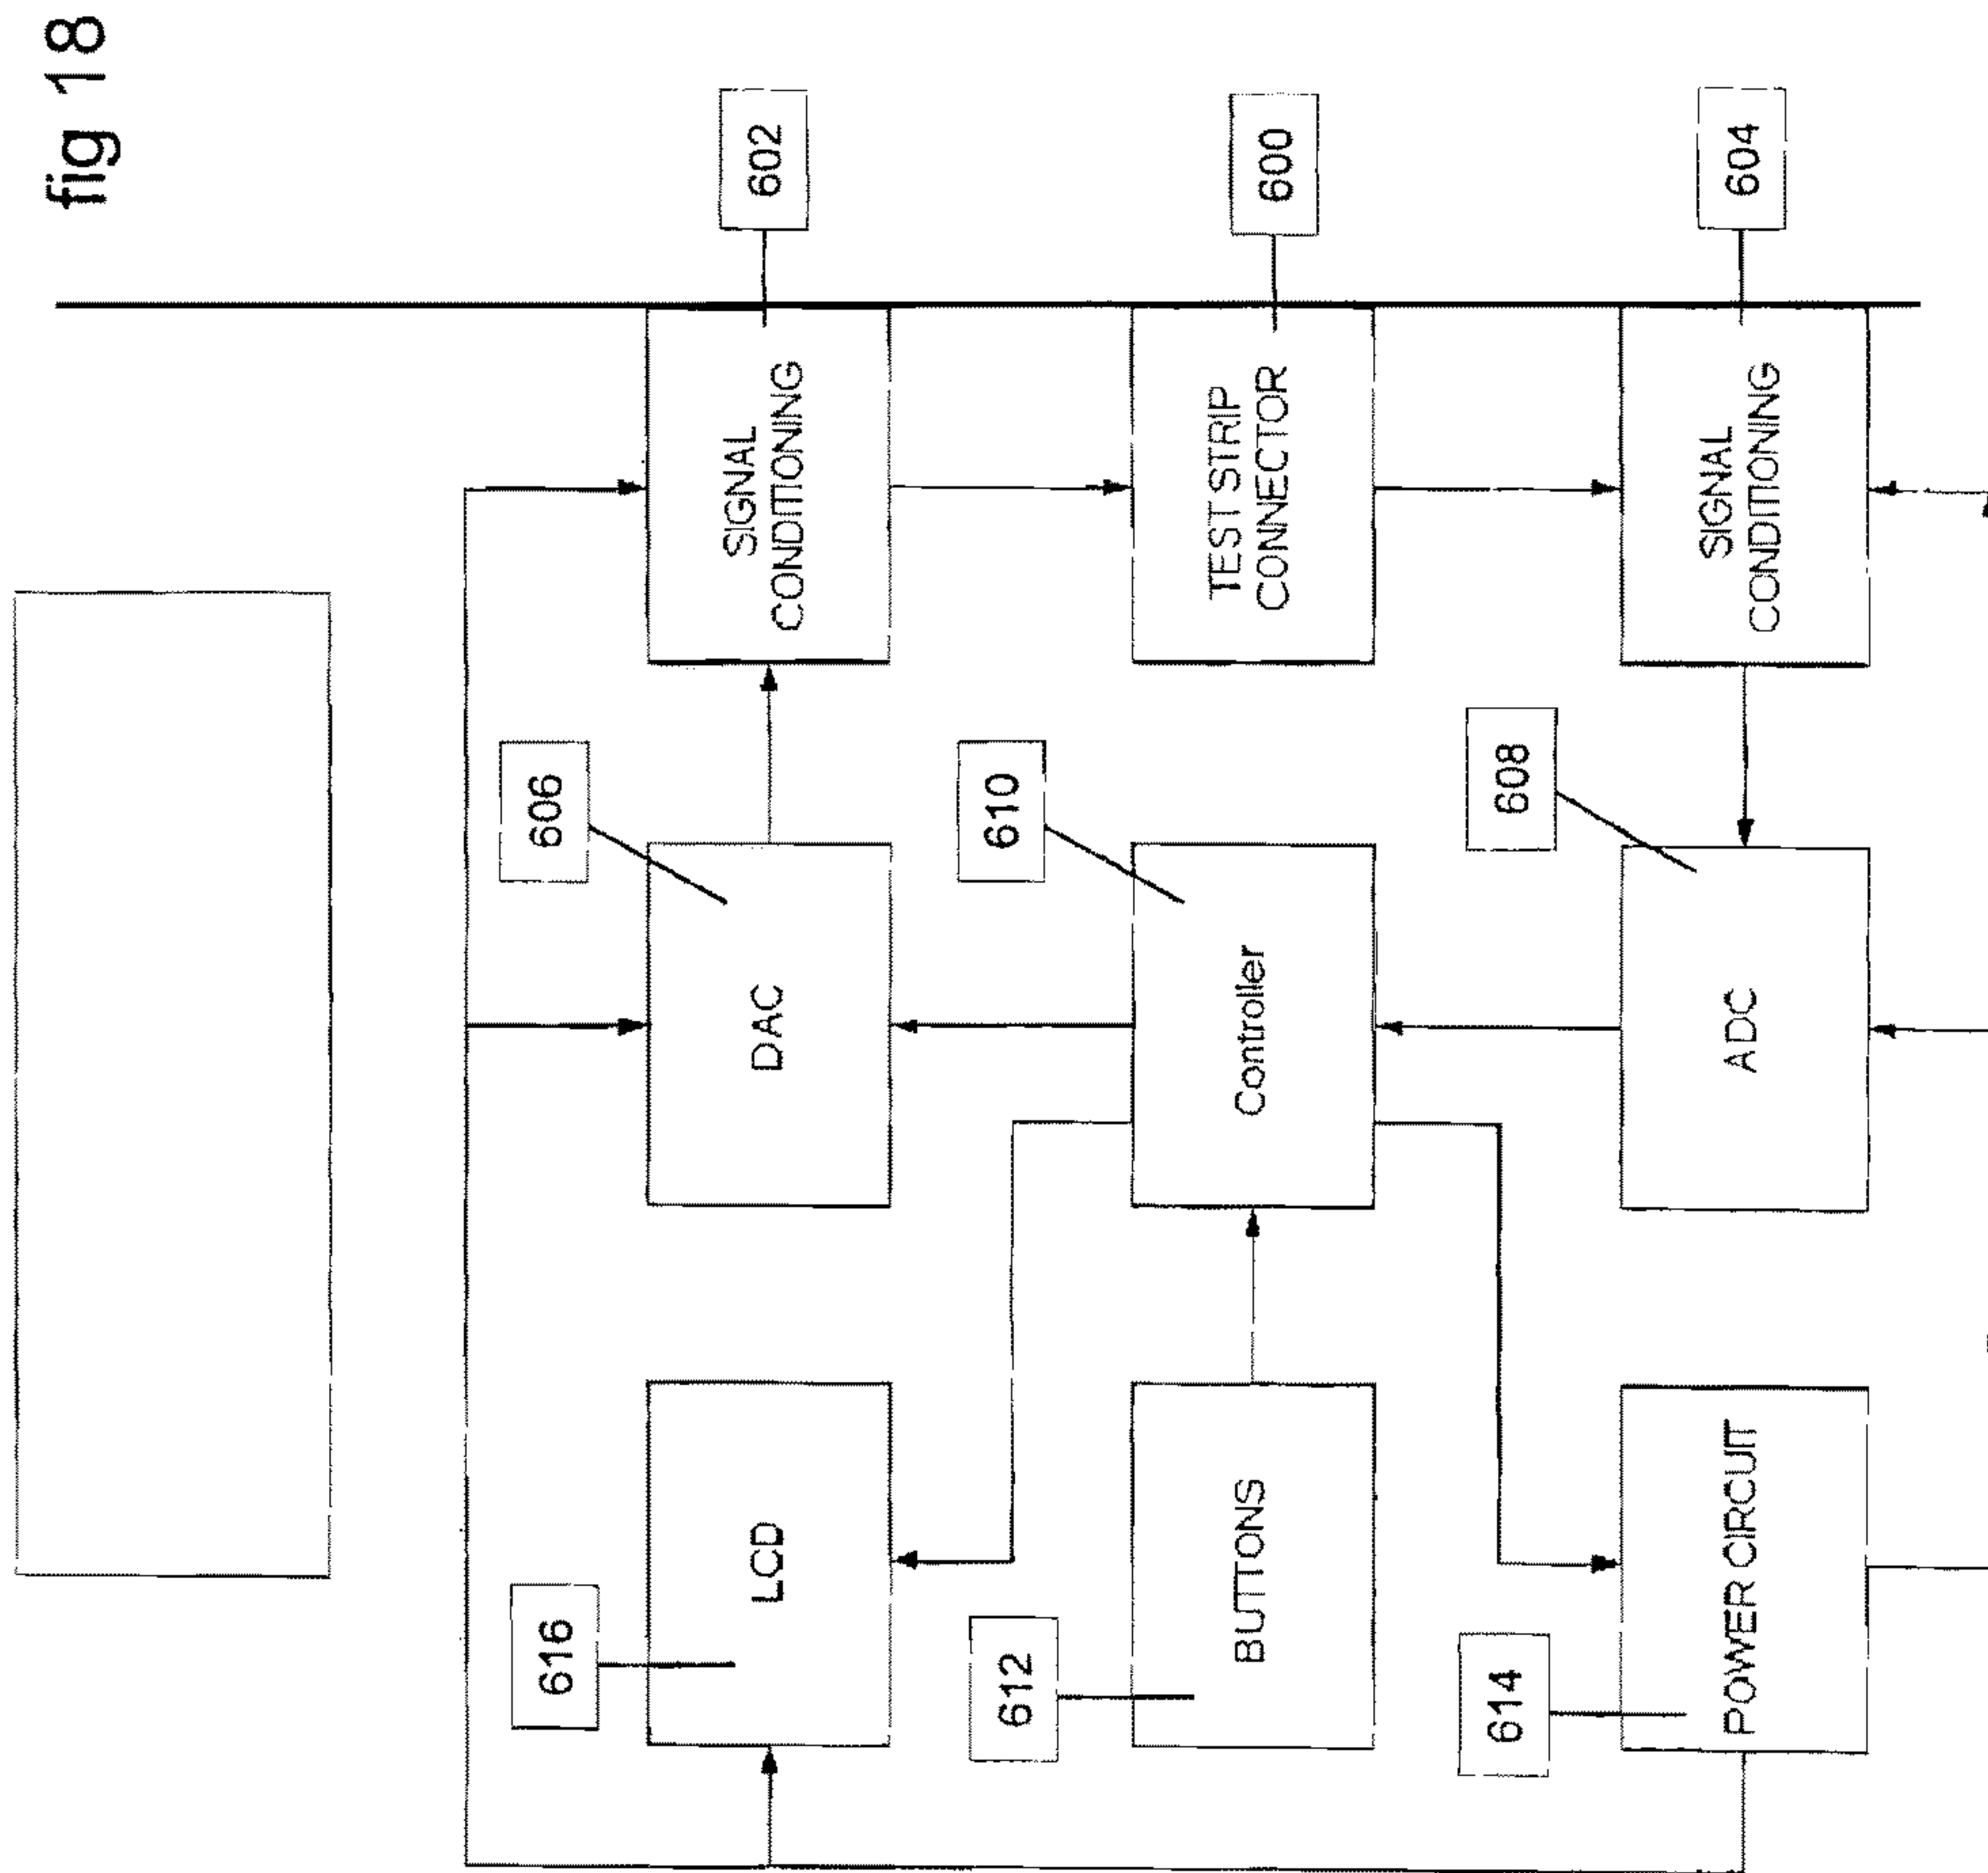 fig 18
602
600
604
SIGNAL
CONDITIONING
TEST STRIP
CONNECTOR
SIGNAL
CONDITIONING
606
610
608
DAC
Controller
ADC
616
612
614
LCD
BUTTONS
POWER CIRCUIT